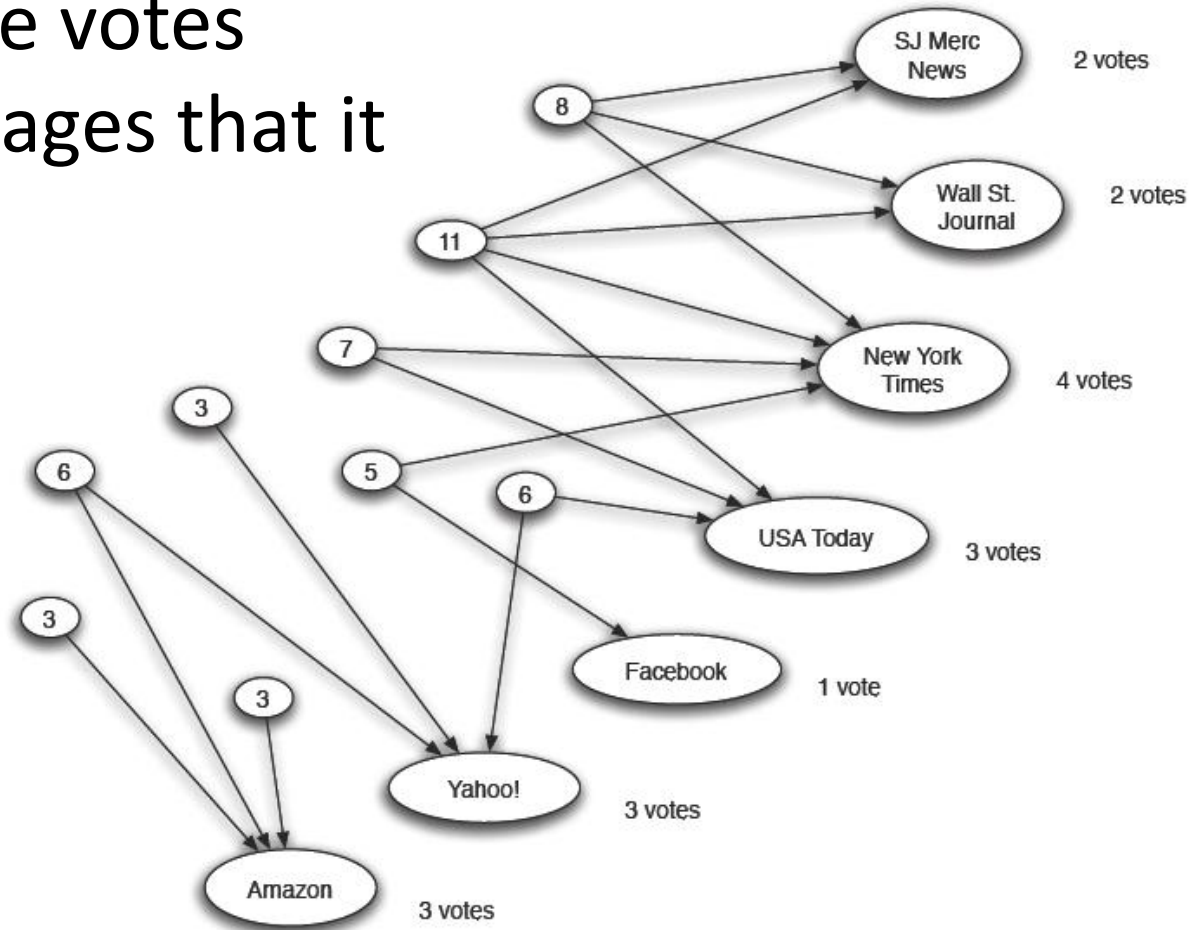 e votes
ages that it
SJ Merc
News
2 votes
8
Wall St.
Journal
2 votes
11
New York
Times
4 votes
7
3
6
5
6
USA Today
3 votes
3
Facebook
1 vote
3
Yahoo!
3 votes
Amazon
3 votes